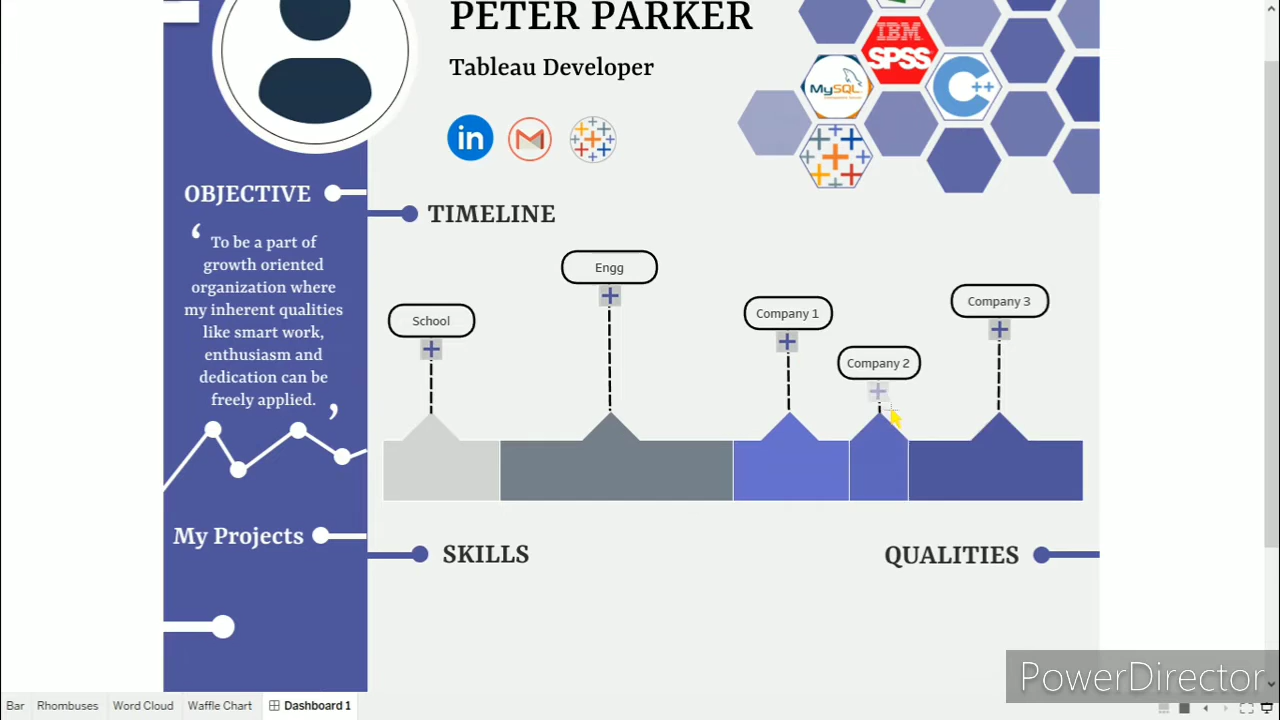 PETER PARKER
Tableau Developer
IBM
SPSS
MySQL
C++
in
OBJECTIVE
TIMELINE
‘ To be a part of
growth oriented
organization where
my inherent qualities
like smart work,
enthusiasm and
dedication can be
freely applied. ’
School
Engg
Company 1
Company 2
Company 3
My Projects
SKILLS
QUALITIES
PowerDirector
Bar
Rhombuses
Word Cloud
Waffle Chart
Dashboard 1